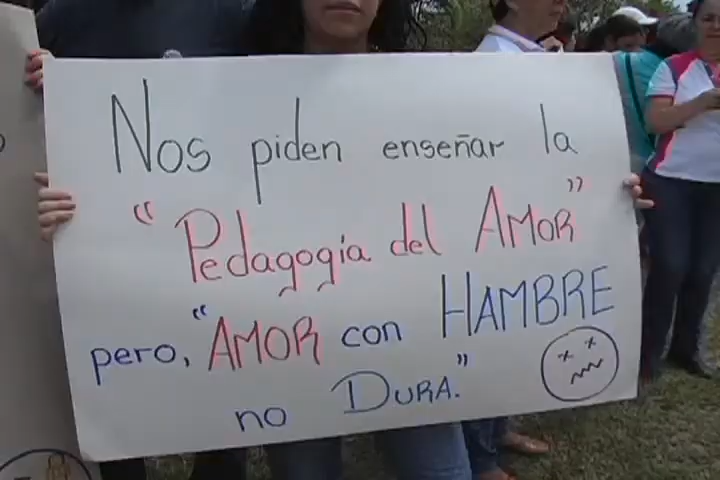 Nos piden enseñar la
"Pedagogía del AMOR"
pero, "AMOR con HAMBRE
no DURA."